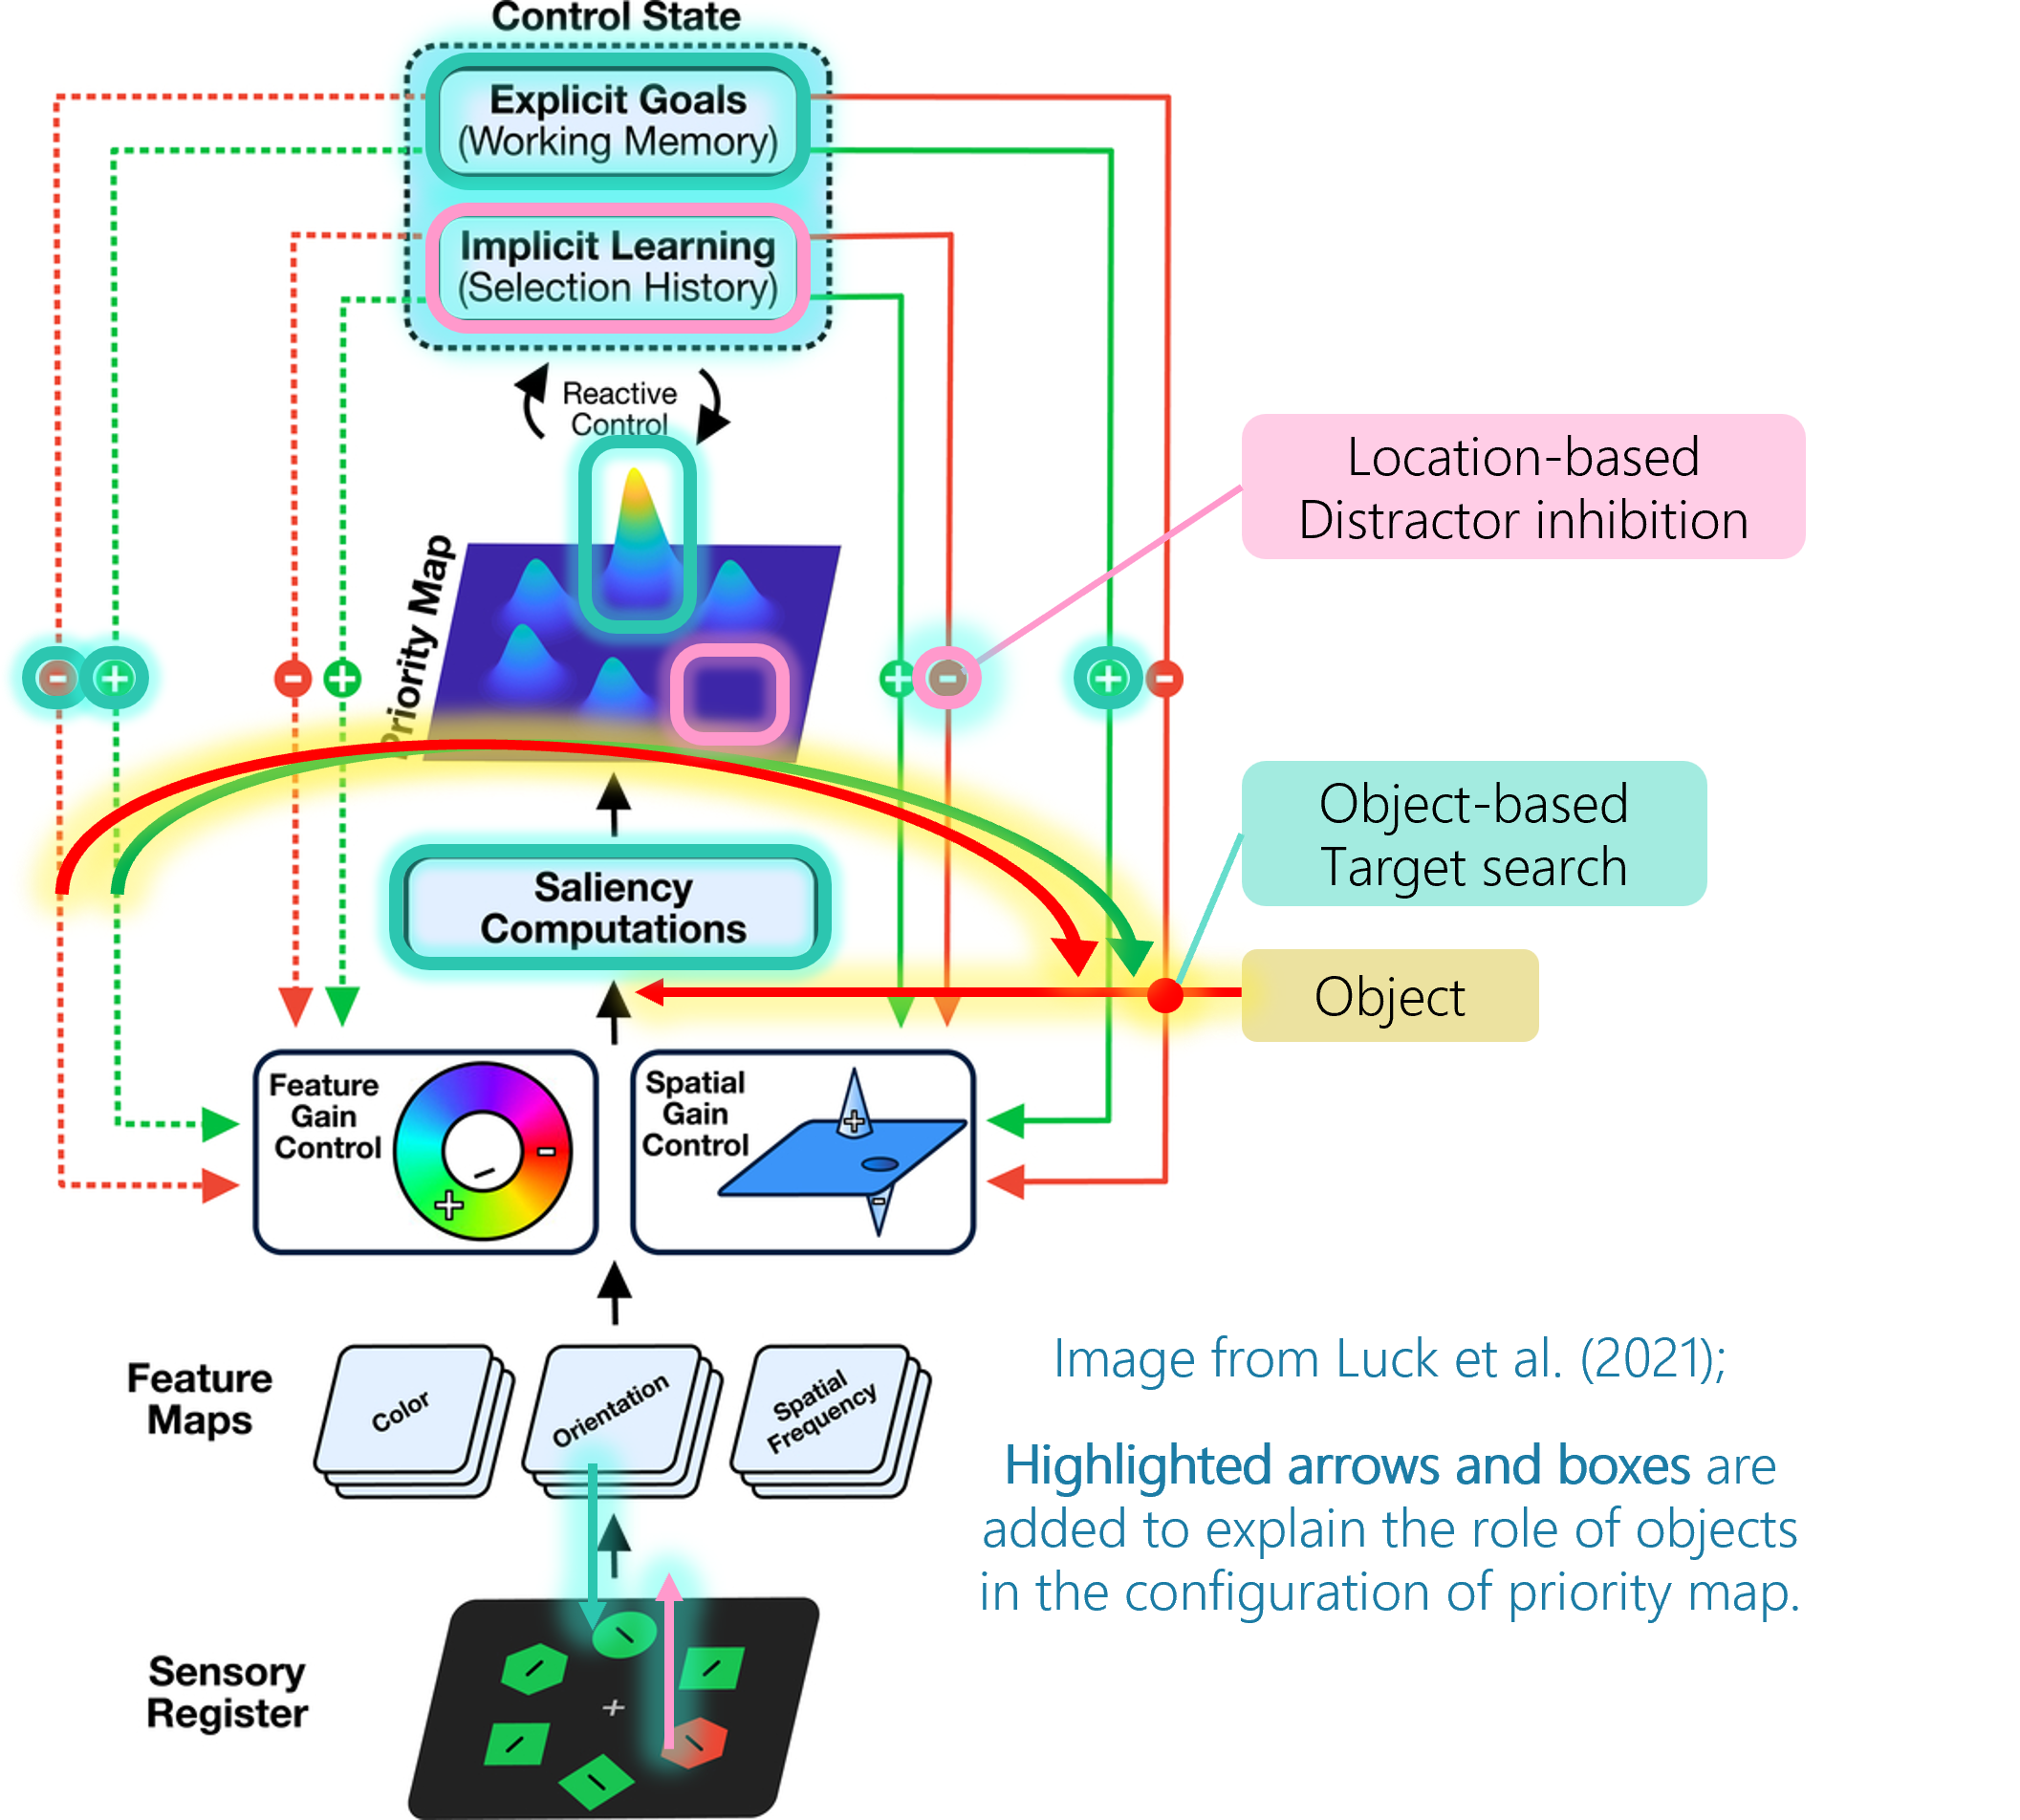 Control State
Explicit Goals
(Working Memory)
Implicit Learning
(Selection History)
Reactive
Control
Location-based
Distractor inhibition
Priority Map
- + - + + - + -
Object-based
Target search
Saliency
Computations
Object
Feature
Gain
Control
- +
Spatial
Gain
Control
+ -
Feature
Maps
Color
Orientation
Spatial
Frequency
Image from Luck et al. (2021);
Highlighted arrows and boxes are
added to explain the role of objects
in the configuration of priority map.
Sensory
Register
+